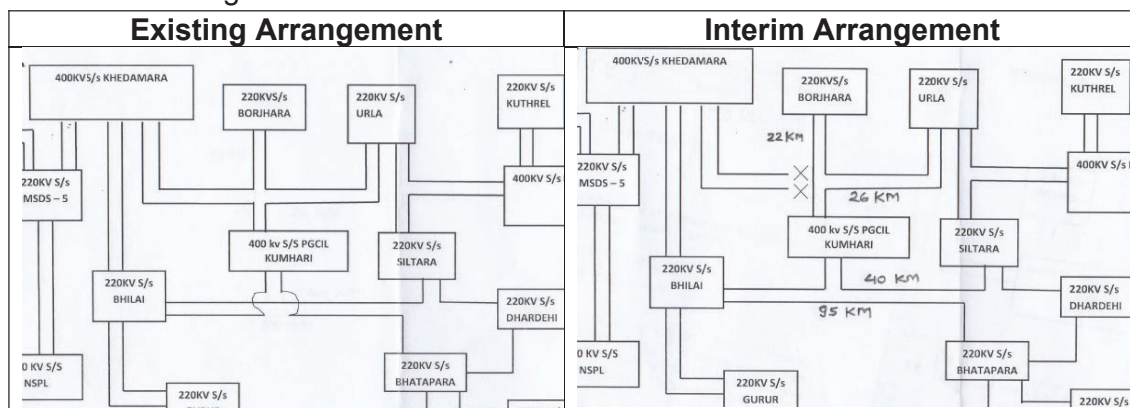 Existing Arrangement
Interim Arrangement
400KVS/s KHEDAMARA
220KVS/s
BORJHARA
220KV S/s
URLA
220KV S/s
KUTHREL
220KV S/s
MSDS – 5
400KV S/s
400 kv S/S PGCIL
KUMHARI
220KV S/s
SILTARA
220KV S/s
BHILAI
220KV S/s
DHARDEHI
0 KV S/S
NSPL
220KV S/s
BHATAPARA
220KV S/s
400KVS/s KHEDAMARA
220KVS/s
BORJHARA
220KV S/s
URLA
220KV S/s
KUTHREL
22 KM
220KV S/s
MSDS – 5
400KV S/s
26 KM
400 kv S/S PGCIL
KUMHARI
220KV S/s
SILTARA
220KV S/s
BHILAI
40 KM
220KV S/s
DHARDEHI
95 KM
0 KV S/S
NSPL
220KV S/s
BHATAPARA
220KV S/s
GURUR
220KV S/s